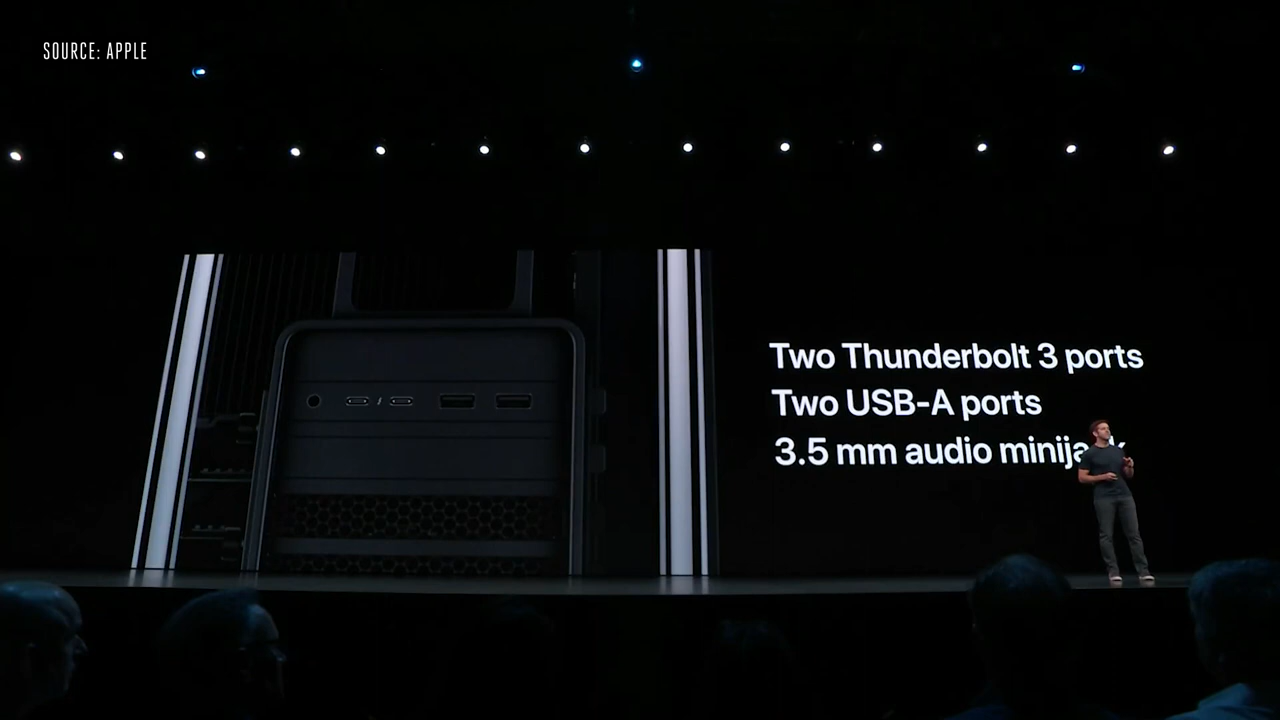 SOURCE: APPLE
Two Thunderbolt 3 ports
Two USB-A ports
3.5 mm audio